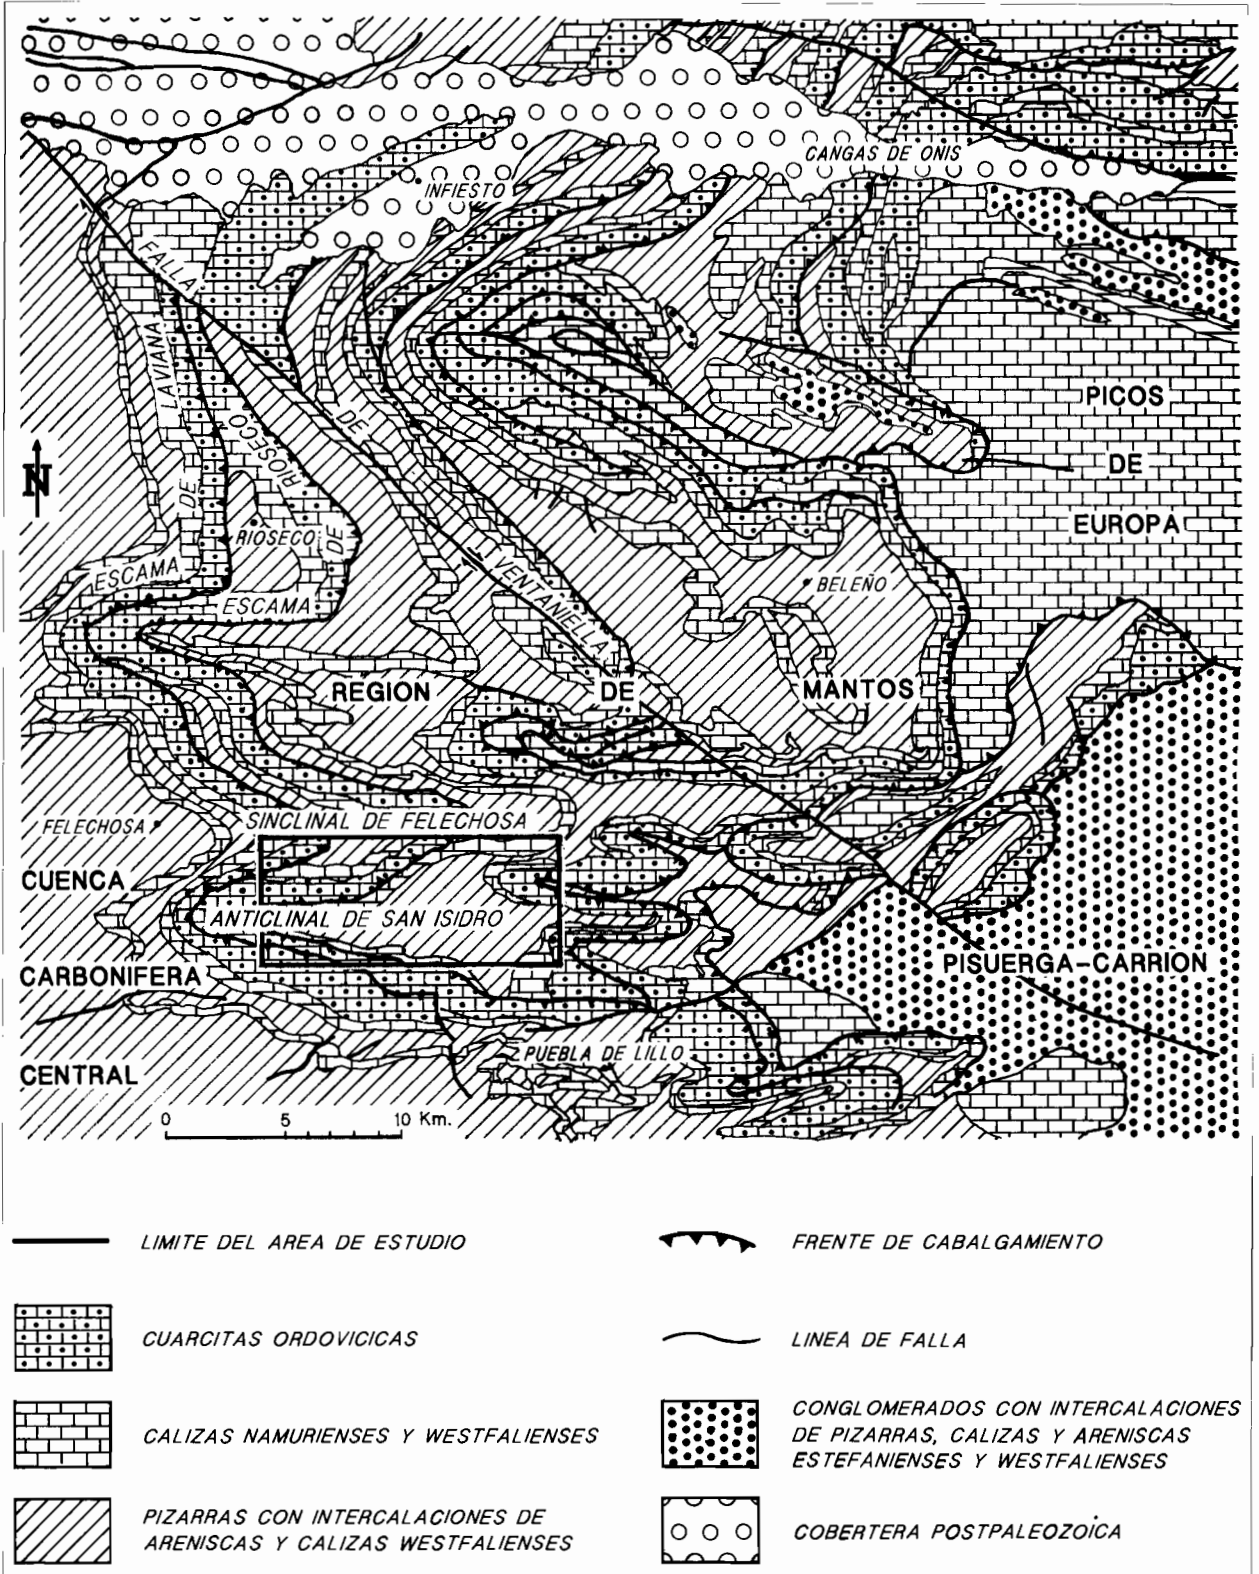 CANGAS DE ONIS
INFIESTO
FALLA
DE
VENTANIELLA
ESCAMA
DE
LAVIANA
ESCAMA
DE
RIOSECO
RIOSECO
N
PICOS
DE
EUROPA
BELEÑO
REGION
DE
MANTOS
SINCLINAL DE FELECHOSA
FELECHOSA
CUENCA
ANTICLINAL DE SAN ISIDRO
CARBONIFERA
PISUERGA-CARRION
PUEBLA DE LILLO
CENTRAL
0 5 10 Km.
LIMITE DEL AREA DE ESTUDIO
FRENTE DE CABALGAMIENTO
CUARCITAS ORDOVICICAS
LINEA DE FALLA
CALIZAS NAMURIENSES Y WESTFALIENSES
CONGLOMERADOS CON INTERCALACIONES
DE PIZARRAS, CALIZAS Y ARENISCAS
ESTEFANIENSES Y WESTFALIENSES
PIZARRAS CON INTERCALACIONES DE
ARENISCAS Y CALIZAS WESTFALIENSES
COBERTERA POSTPALEOZOICA